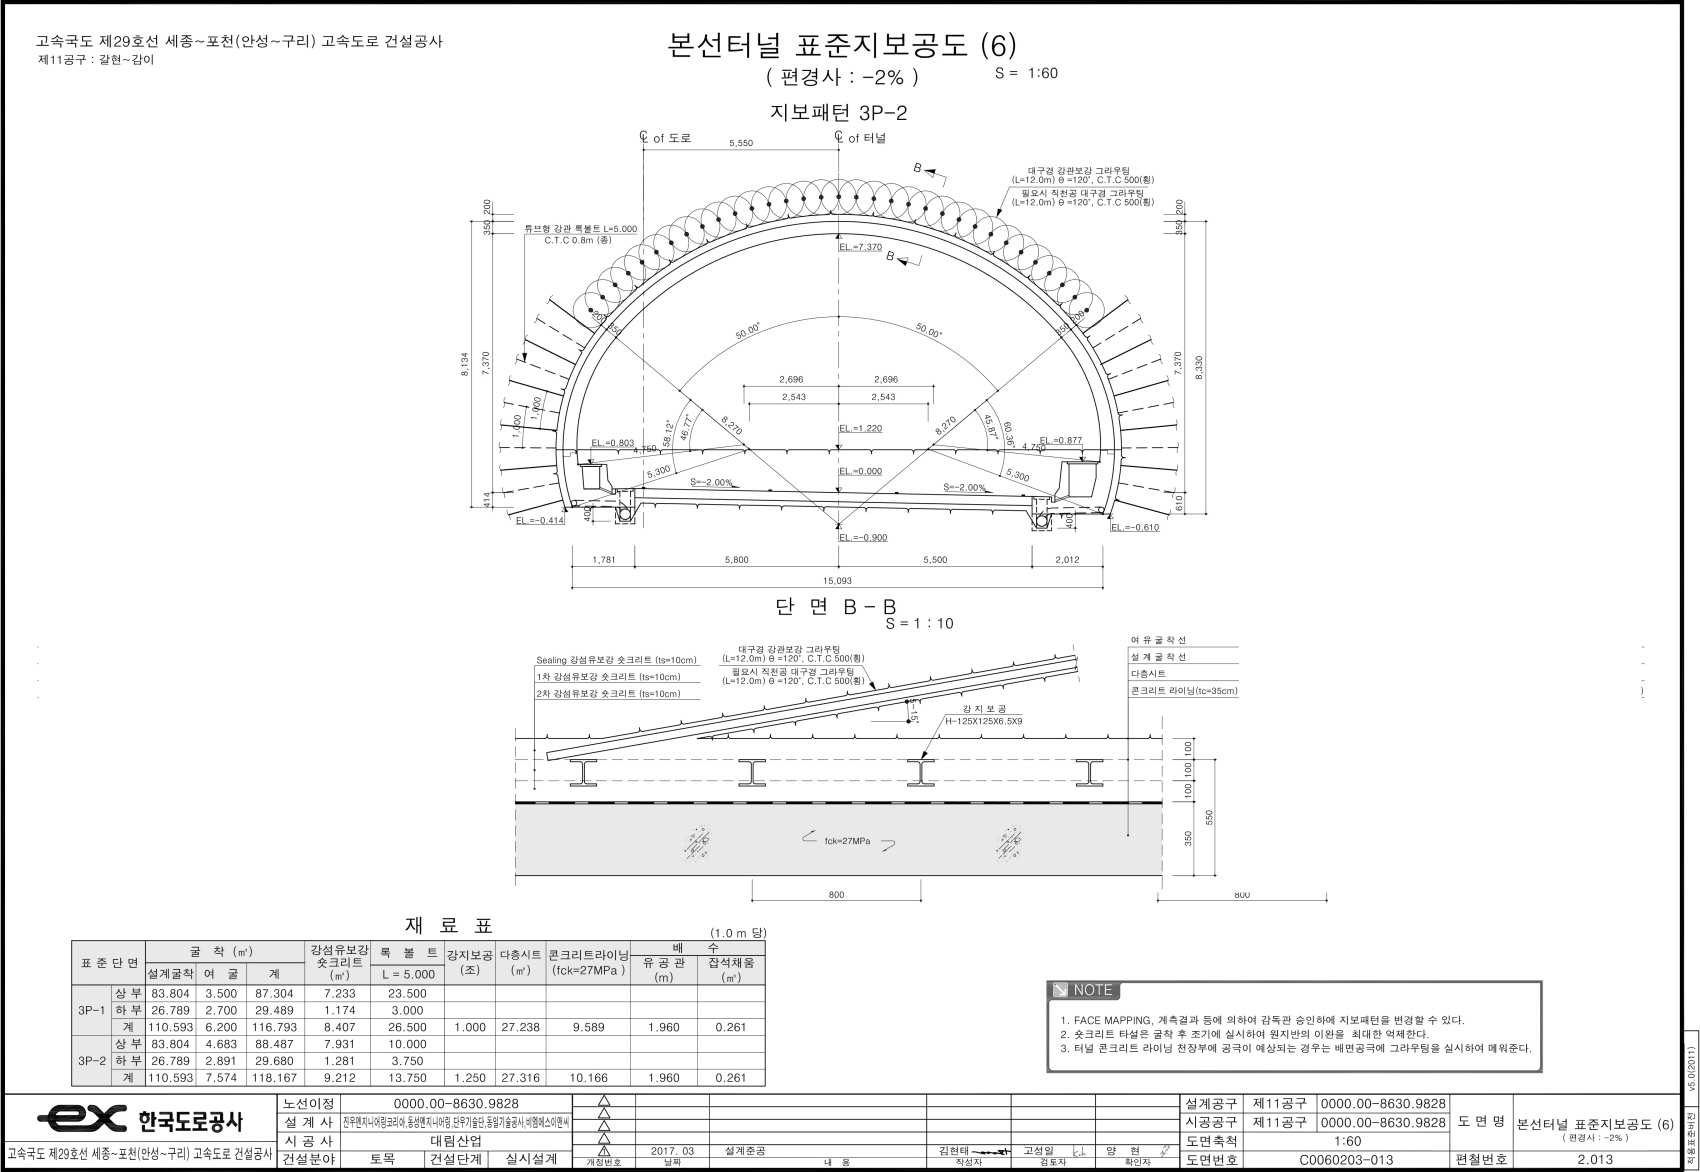 고속국도 제29호선 세종~포천(안성~구리) 고속도로 건설공사
제11공구 : 갈현~감이
본선터널 표준지보공도 (6)
( 편경사 : -2% )
S = 1:60
지보패턴 3P-2
℄ of 도로
℄ of 터널
5,550
B
대구경 강관보강 그라우팅
(L=12.0m) θ =120°, C.T.C 500(횡)
필요시 직천공 대구경 그라우팅
(L=12.0m) θ =120°, C.T.C 500(횡)
200
350
튜브형 강관 록볼트 L=5.000
C.T.C 0.8m (종)
200
350
EL.=7.370
B
200
350
350
200
50.00°
50.00°
8,134
7,370
7,370
8,330
2,696
2,696
2,543
2,543
1,000
1,000
58.12°
46.77°
8,270
8,270
45.87°
60.36°
EL.=1.220
EL.=0.803
4,750
4,750
EL.=0.877
5,300
EL.=0.000
5,300
S=-2.00%
S=-2.00%
414
400
400
610
EL.=-0.414
EL.=-0.610
EL.=-0.900
1,781
5,800
5,500
2,012
15,093
단 면 B - B
S = 1 : 10
Sealing 강섬유보강 숏크리트 (ts=10cm)
1차 강섬유보강 숏크리트 (ts=10cm)
2차 강섬유보강 숏크리트 (ts=10cm)
대구경 강관보강 그라우팅
(L=12.0m) θ =120°, C.T.C 500(횡)
필요시 직천공 대구경 그라우팅
(L=12.0m) θ =120°, C.T.C 500(횡)
여 유 굴 착 선
설 계 굴 착 선
다층시트
콘크리트 라이닝(tc=35cm)
5~15°
강 지 보 공
H-125X125X6.5X9
100
100
100
350
550
fck=27MPa
800
800
재 료 표
(1.0 m 당)
표 준 단 면 굴 착 (㎥) 강섬유보강 숏크리트 (㎥) 록 볼 트 강지보공 (조) 다층시트 (㎡) 콘크리트라이닝 (fck=27MPa ) 배 수
설계굴착 여 굴 계 L = 5.000 유 공 관 (m) 잡석채움 (㎥)
3P-1 상 부 83.804 3.500 87.304 7.233 23.500
하 부 26.789 2.700 29.489 1.174 3.000
계 110.593 6.200 116.793 8.407 26.500 1.000 27.238 9.589 1.960 0.261
3P-2 상 부 83.804 4.683 88.487 7.931 10.000
하 부 26.789 2.891 29.680 1.281 3.750
계 110.593 7.574 118.167 9.212 13.750 1.250 27.316 10.166 1.960 0.261
NOTE
1. FACE MAPPING, 계측결과 등에 의하여 감독관 승인하에 지보패턴을 변경할 수 있다.
2. 숏크리트 타설은 굴착 후 조기에 실시하여 원지반의 이완을 최대한 억제한다.
3. 터널 콘크리트 라이닝 천장부에 공극이 예상되는 경우는 배면공극에 그라우팅을 실시하여 메워준다.
v5.0(2011)
적용표준버전
ex 한국도로공사
고속국도 제29호선 세종~포천(안성~구리) 고속도로 건설공사
노선이정 0000.00-8630.9828
설 계 사 진우엔지니어링코리아,동성엔지니어링,단우기술단,동일기술공사,비엠에스이앤씨
시 공 사 대림산업
건설분야 토목 건설단계 실시설계
2017. 03 설계준공 김현태 고성일 양 현
개정번호 날짜 내 용 작성자 검토자 확인자
설계공구 제11공구 0000.00-8630.9828
시공공구 제11공구 0000.00-8630.9828
도면축척 1:60
도면번호 C0060203-013
도 면 명 본선터널 표준지보공도 (6)
( 편경사 : -2% )
편철번호 2.013